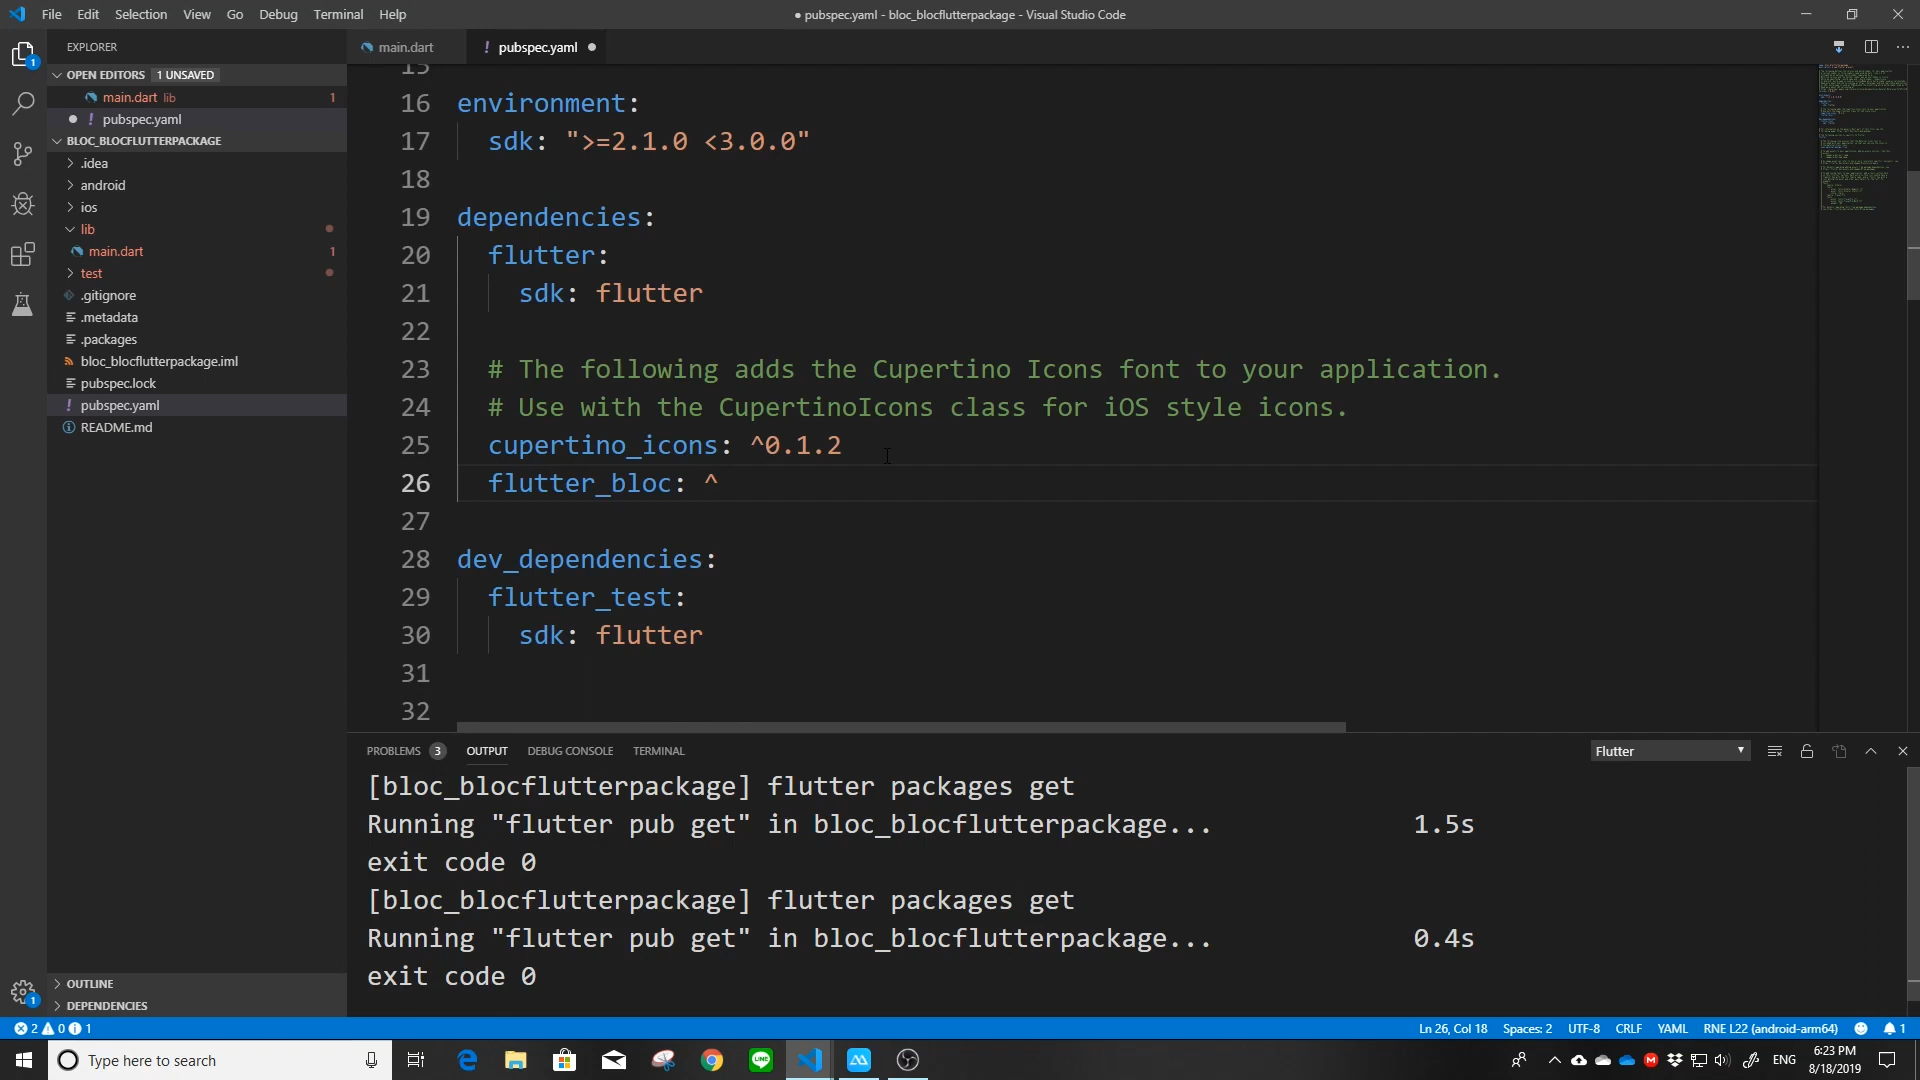 File Edit Selection View Go Debug Terminal Help
● pubspec.yaml - bloc_blocflutterpackage - Visual Studio Code
EXPLORER
OPEN EDITORS 1 UNSAVED
main.dart lib 1
pubspec.yaml
BLOC_BLOCFLUTTERPACKAGE
.idea
android
ios
lib
main.dart 1
test
.gitignore
.metadata
.packages
bloc_blocflutterpackage.iml
pubspec.lock
pubspec.yaml
README.md
OUTLINE
DEPENDENCIES
main.dart
pubspec.yaml
15
16 environment:
17 sdk: ">=2.1.0 <3.0.0"
18
19 dependencies:
20 flutter:
21 sdk: flutter
22
23 # The following adds the Cupertino Icons font to your application.
24 # Use with the CupertinoIcons class for iOS style icons.
25 cupertino_icons: ^0.1.2
26 flutter_bloc: ^
27
28 dev_dependencies:
29 flutter_test:
30 sdk: flutter
31
32
PROBLEMS 3 OUTPUT DEBUG CONSOLE TERMINAL
Flutter
[bloc_blocflutterpackage] flutter packages get
Running "flutter pub get" in bloc_blocflutterpackage... 1.5s
exit code 0
[bloc_blocflutterpackage] flutter packages get
Running "flutter pub get" in bloc_blocflutterpackage... 0.4s
exit code 0
2 0 1
Ln 26, Col 18 Spaces: 2 UTF-8 CRLF YAML RNE L22 (android-arm64) 1
Type here to search
ENG
6:23 PM
8/18/2019